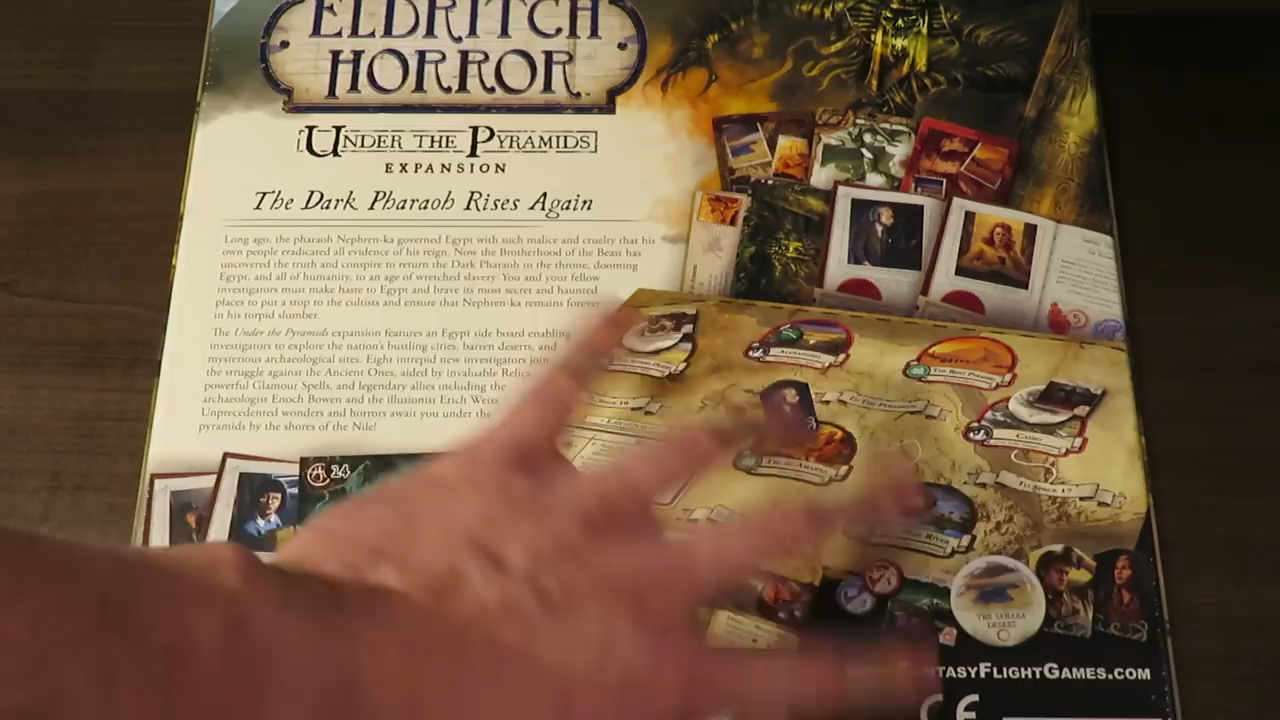 ELDRITCH
HORROR
UNDER THE PYRAMIDS
EXPANSION
The Dark Pharaoh Rises Again
Long ago, the pharaoh Nephren-ka governed Egypt with such malice and cruelty that his
own people eradicated all evidence of his reign. Now the Brotherhood of the Beast has
uncovered the truth and conspire to return the Dark Pharaoh to the throne, dooming
Egypt, and all of humanity, to an age of wretched slavery. You and your fellow
investigators must make haste to Egypt and brave its most secret and haunted
places to put a stop to the cultists and ensure that Nephren-ka remains forever
in his torpid slumber.
The Under the Pyramids expansion features an Egypt side board enabling
investigators to explore the nation's bustling cities, barren deserts, and
mysterious archaeological sites. Eight intrepid new investigators join
the struggle against the Ancient Ones, aided by invaluable Relics
powerful Glamour Spells, and legendary allies including the
archaeologist Enoch Bowen and the illusionist Erich Weiss
Unprecedented wonders and horrors await you under the
pyramids by the shores of the Nile!
5
ALEXANDRIA
THE BENT PYRAMID
CAIRO
TO SPACE 17
RIVER
14
THE SAHARA
DESERT
TASYFLIGHTGAMES.COM
CE